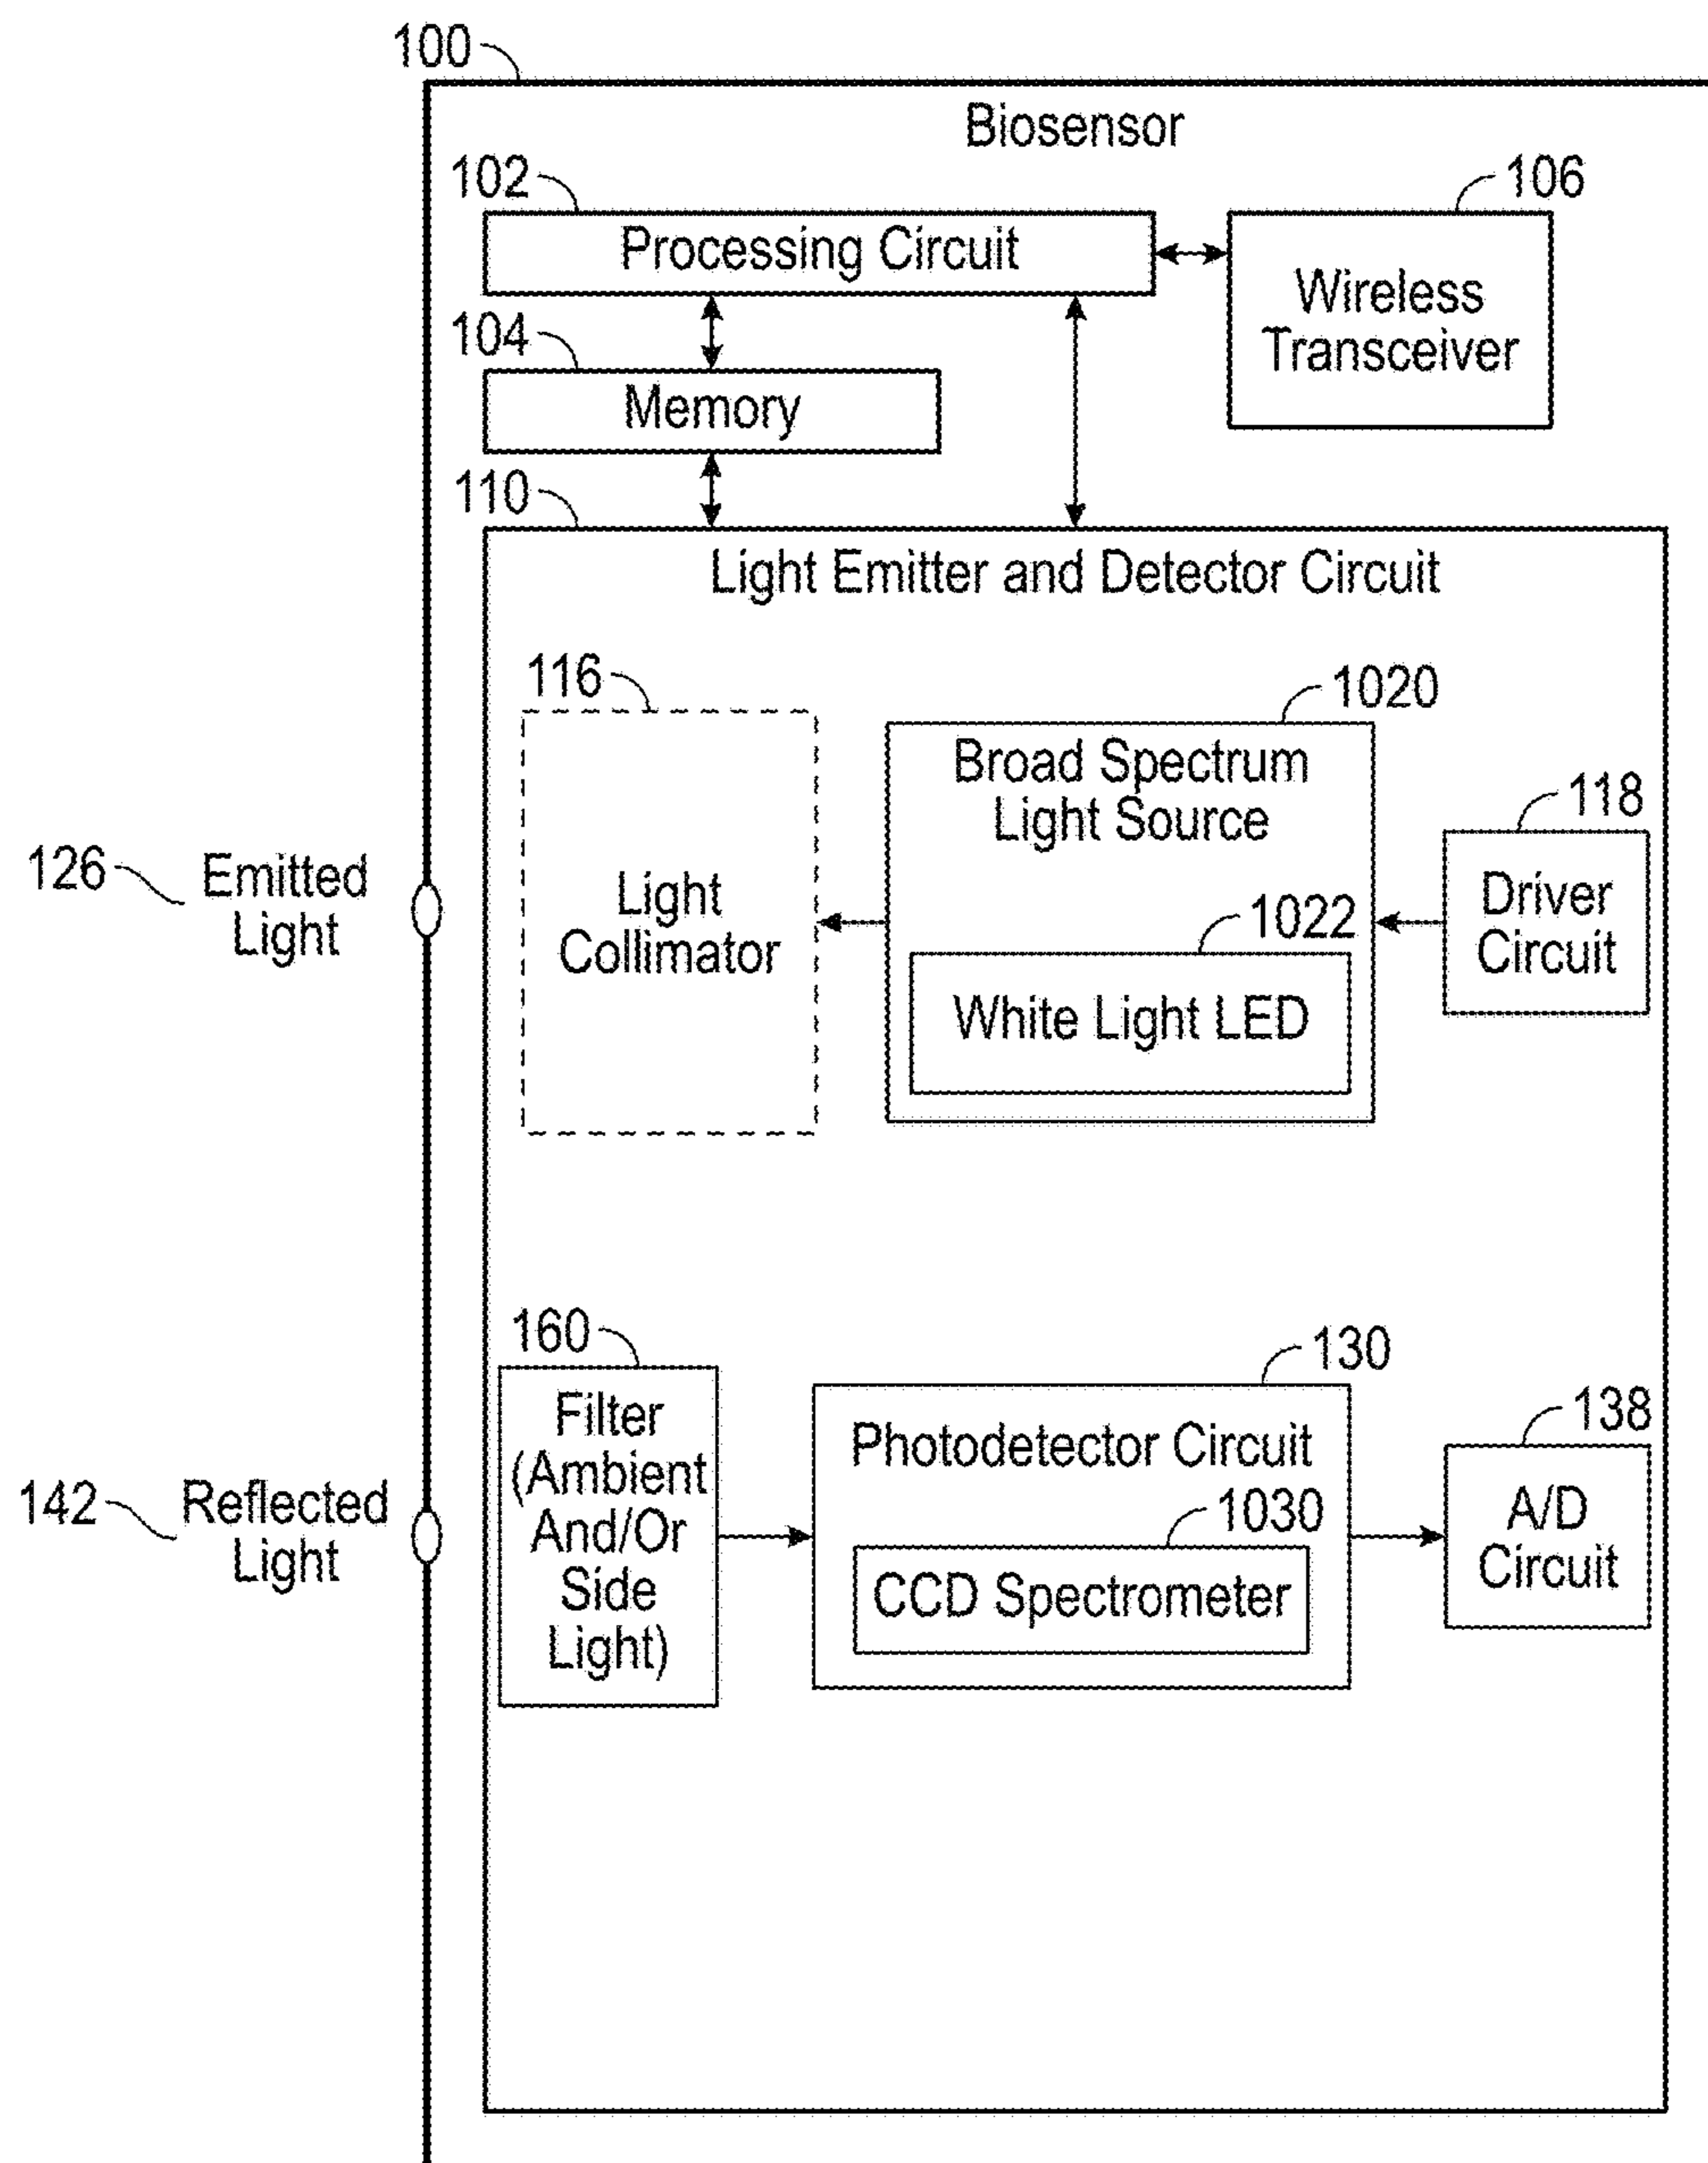 100
Biosensor
102
106
Processing Circuit
Wireless
Transceiver
104
Memory
110
Light Emitter and Detector Circuit
116
1020
Broad Spectrum
Light Source
118
126
Emitted
Light
Light
Collimator
Driver
Circuit
1022
White Light LED
160
130
Filter
(Ambient
And/Or
Side
Light)
Photodetector Circuit
138
142
Reflected
Light
1030
CCD Spectrometer
A/D
Circuit